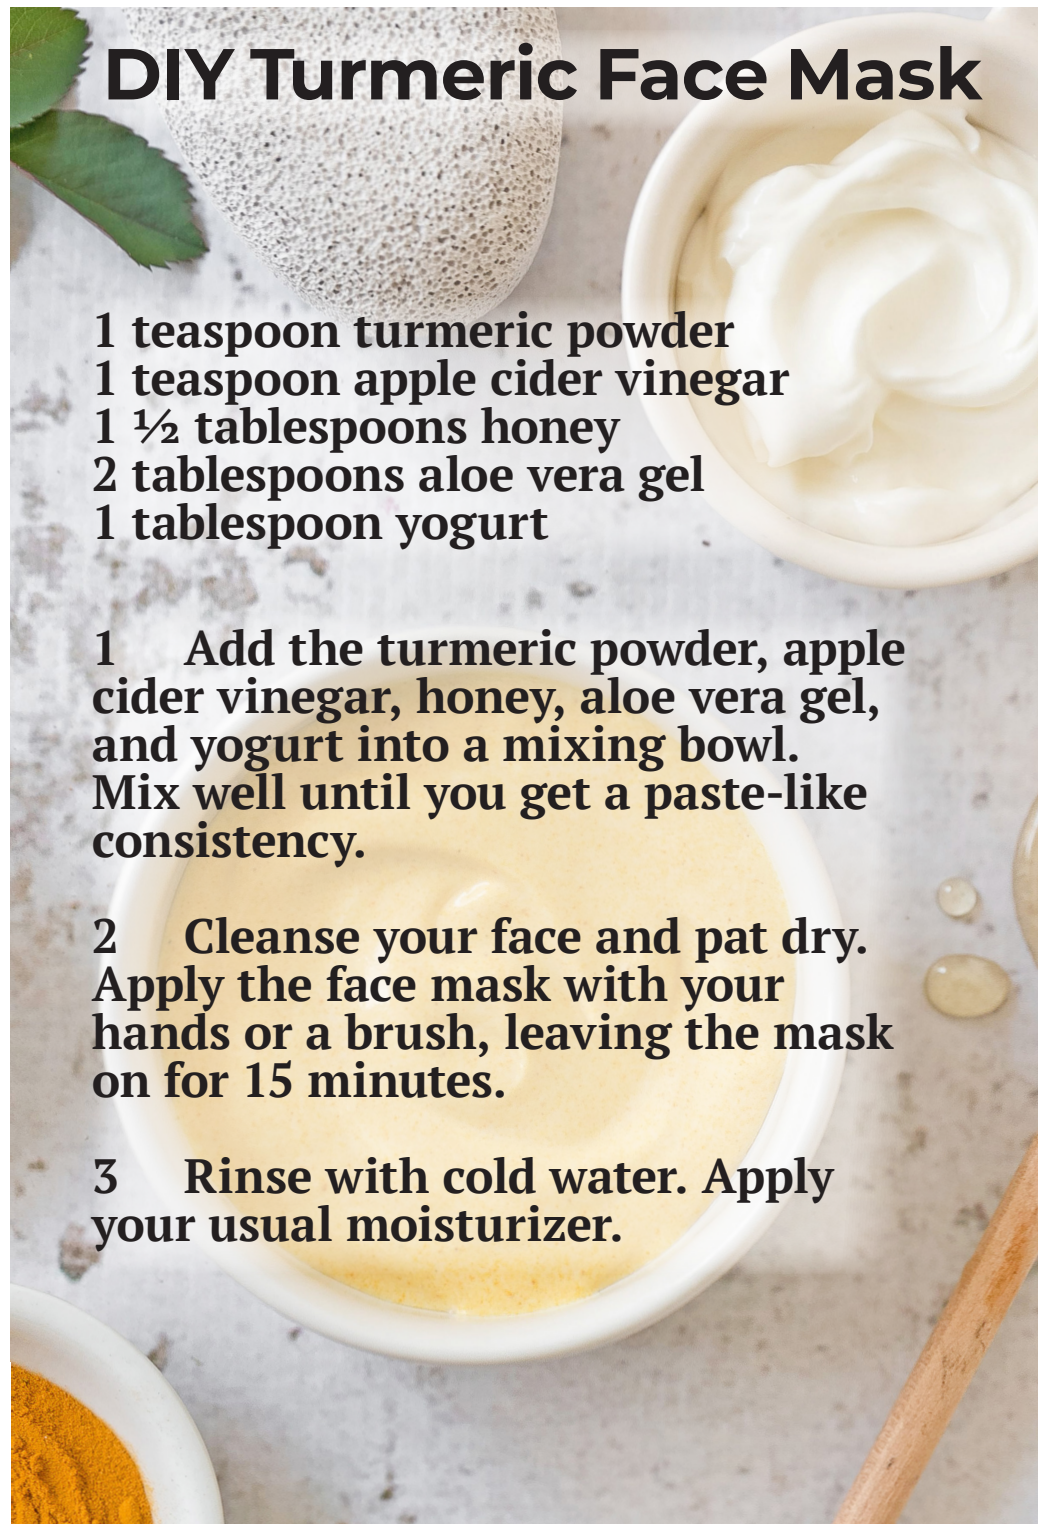 DIY Turmeric Face Mask
1 teaspoon turmeric powder
1 teaspoon apple cider vinegar
1 ½ tablespoons honey
2 tablespoons aloe vera gel
1 tablespoon yogurt
1 Add the turmeric powder, apple
cider vinegar, honey, aloe vera gel,
and yogurt into a mixing bowl.
Mix well until you get a paste-like
consistency.
2 Cleanse your face and pat dry.
Apply the face mask with your
hands or a brush, leaving the mask
on for 15 minutes.
3 Rinse with cold water. Apply
your usual moisturizer.